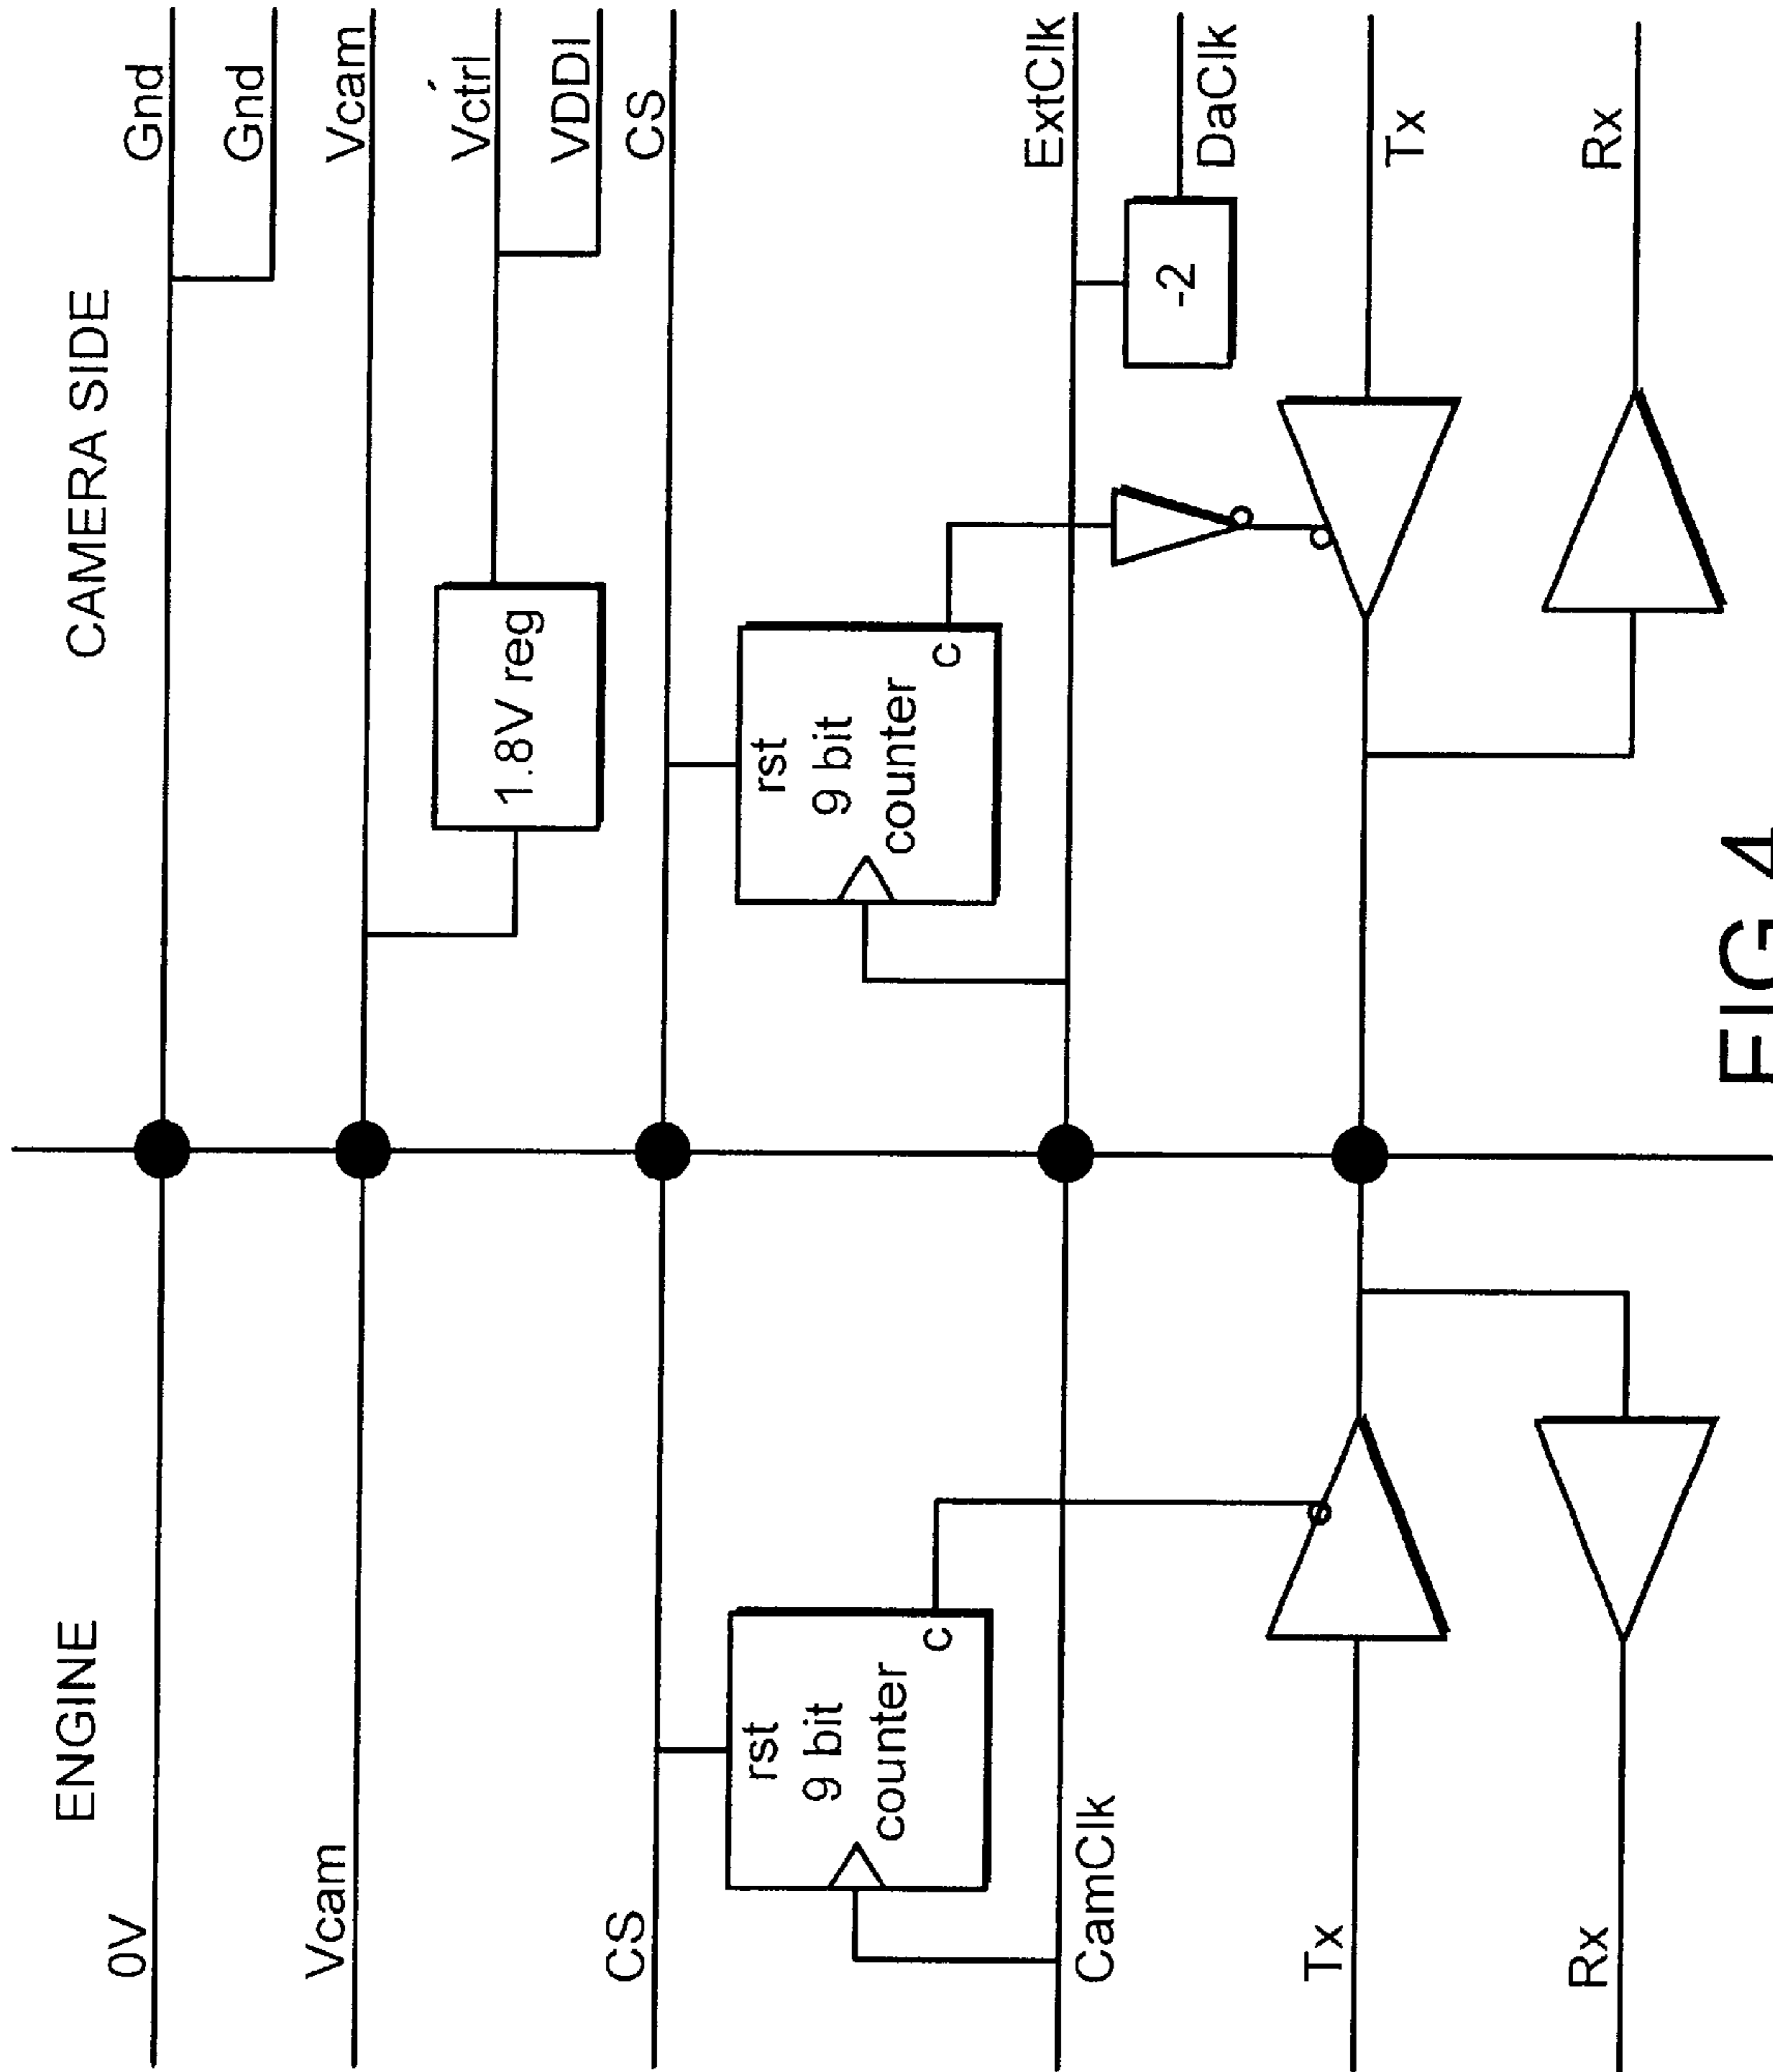 ENGINE
CAMERA SIDE
0V
Gnd
Gnd
Vcam
Vcam
1.8V reg
Vctrl
VDDI
CS
CS
rst
9 bit
counter
c
rst
9 bit
counter
c
CamClk
ExtClk
-2
DaClk
Tx
Tx
Rx
Rx
FIG 4